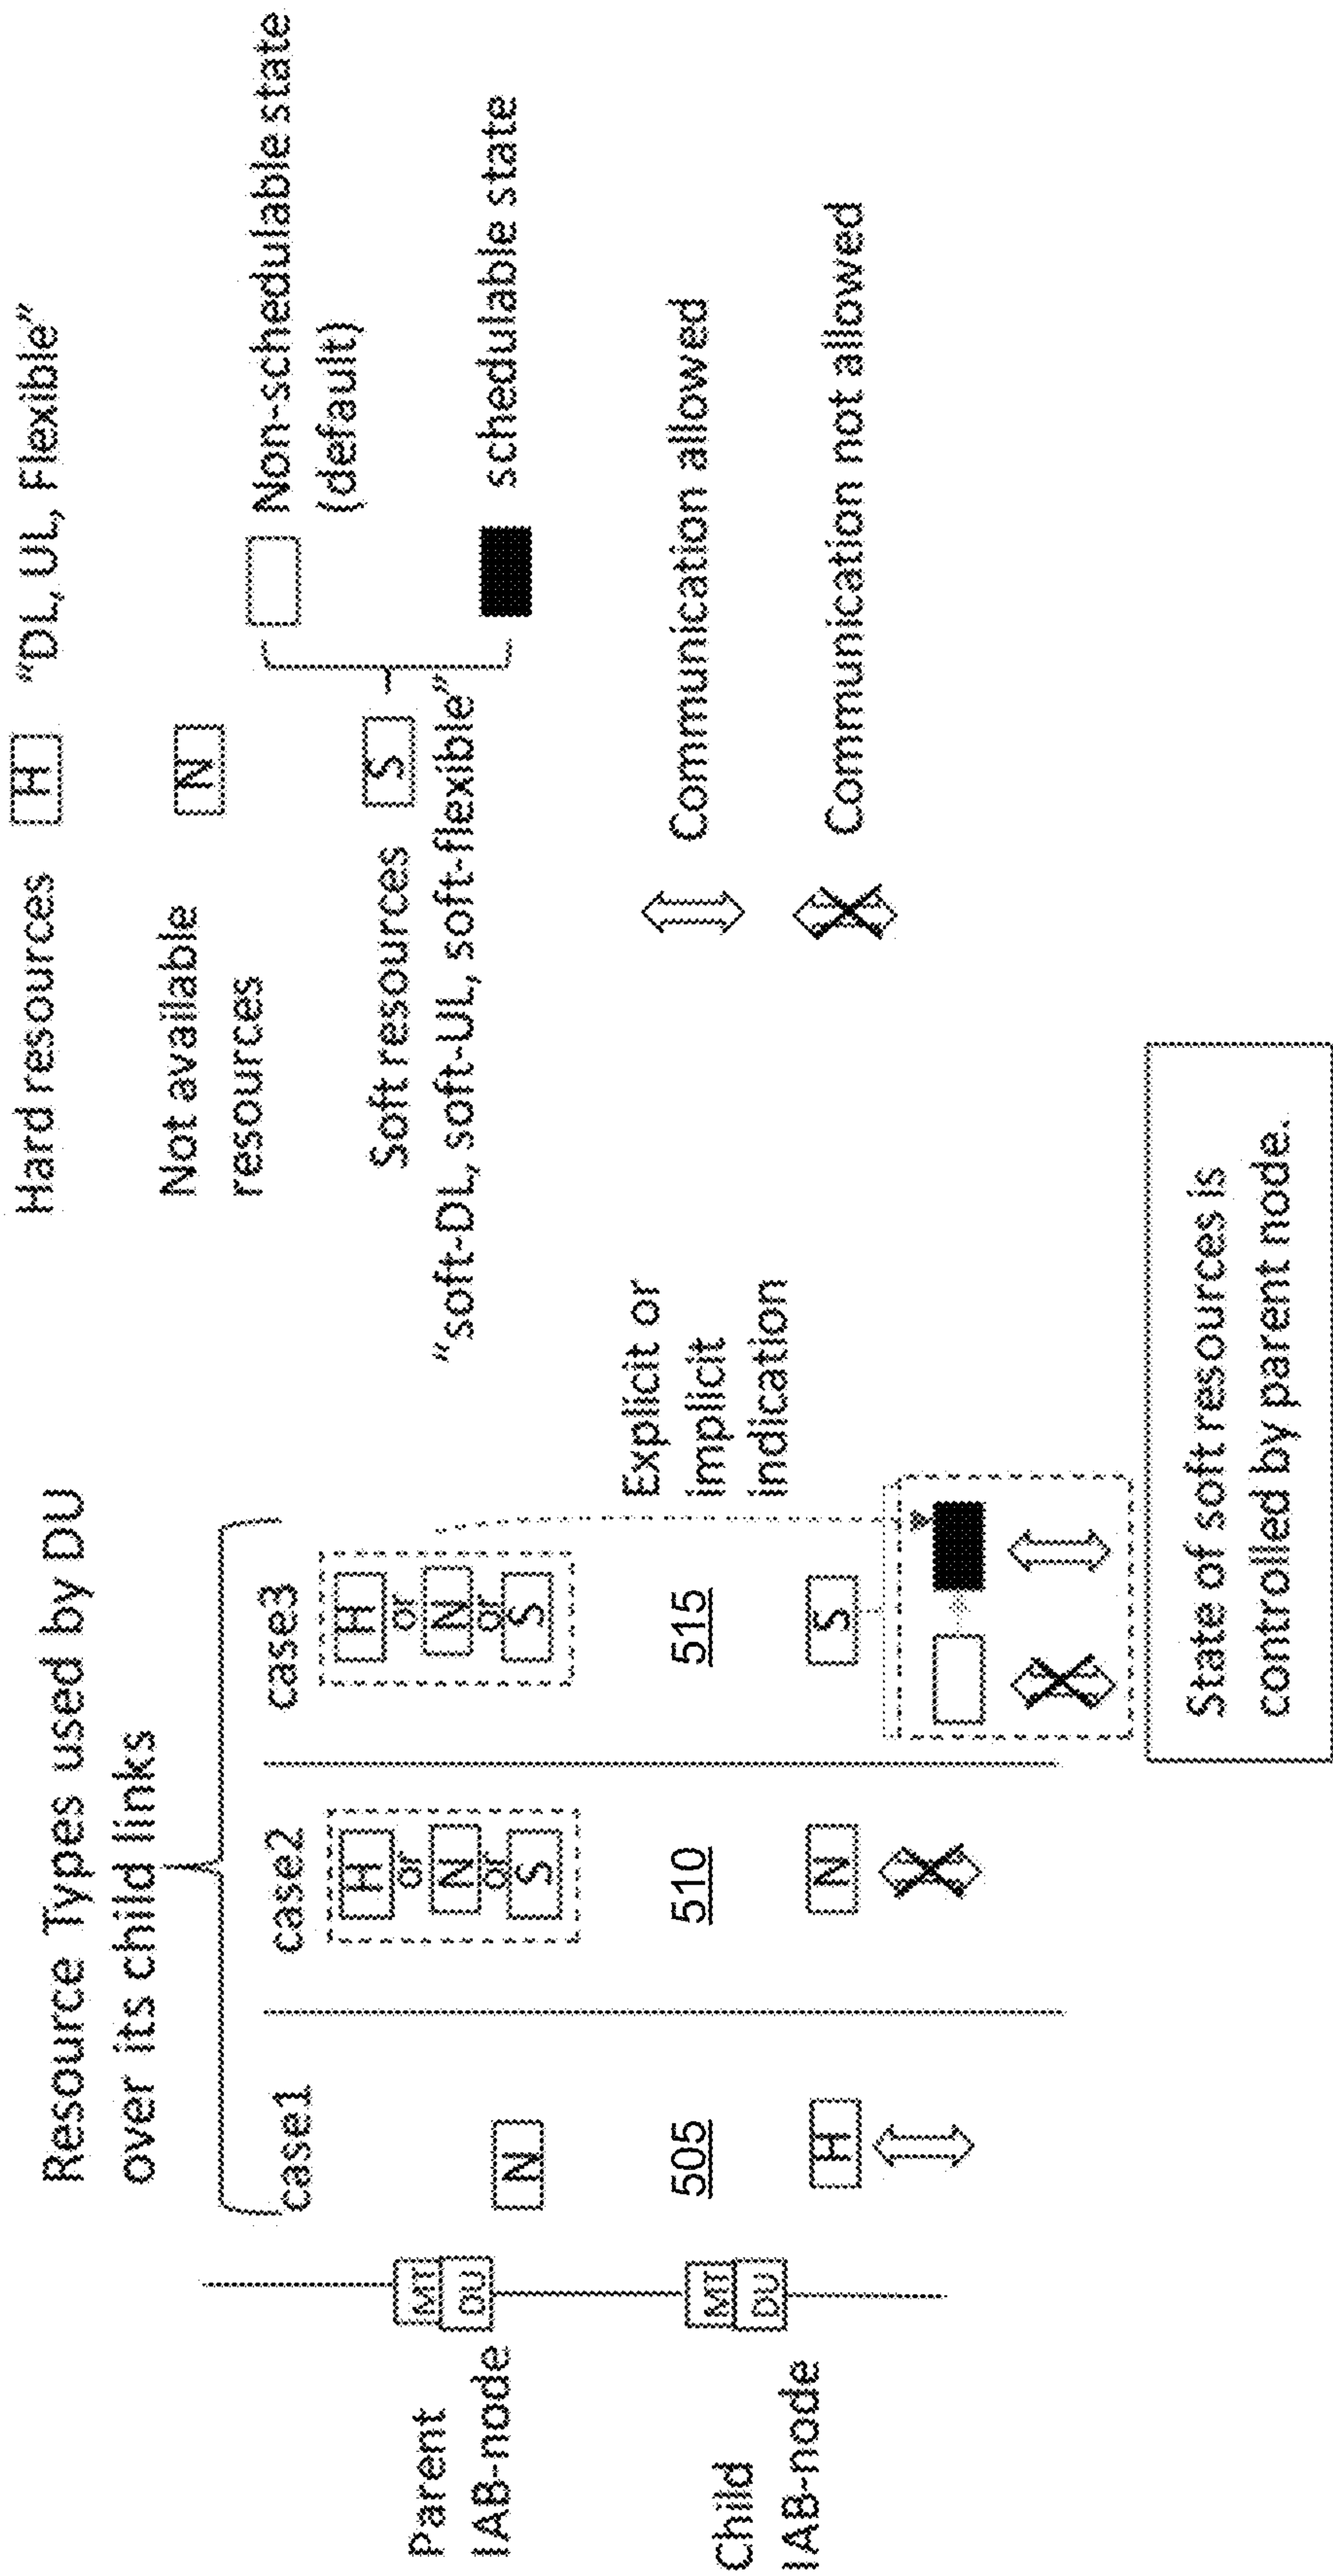 Resource Types used by DU
over its child links
case1
case2
case3
Parent
IAB-node
MT
DU
N
H
or
N
or
S
H
or
N
or
S
505
510
515
Explicit or
implicit
indication
Child
IAB-node
MT
DU
H
N
S
State of soft resources is
controlled by parent node.
Hard resources
H
"DL, UL, Flexible"
Not available
resources
N
Soft resources
S
"soft-DL, soft-UL, soft-flexible"
Non-schedulable state
(default)
schedulable state
Communication allowed
Communication not allowed